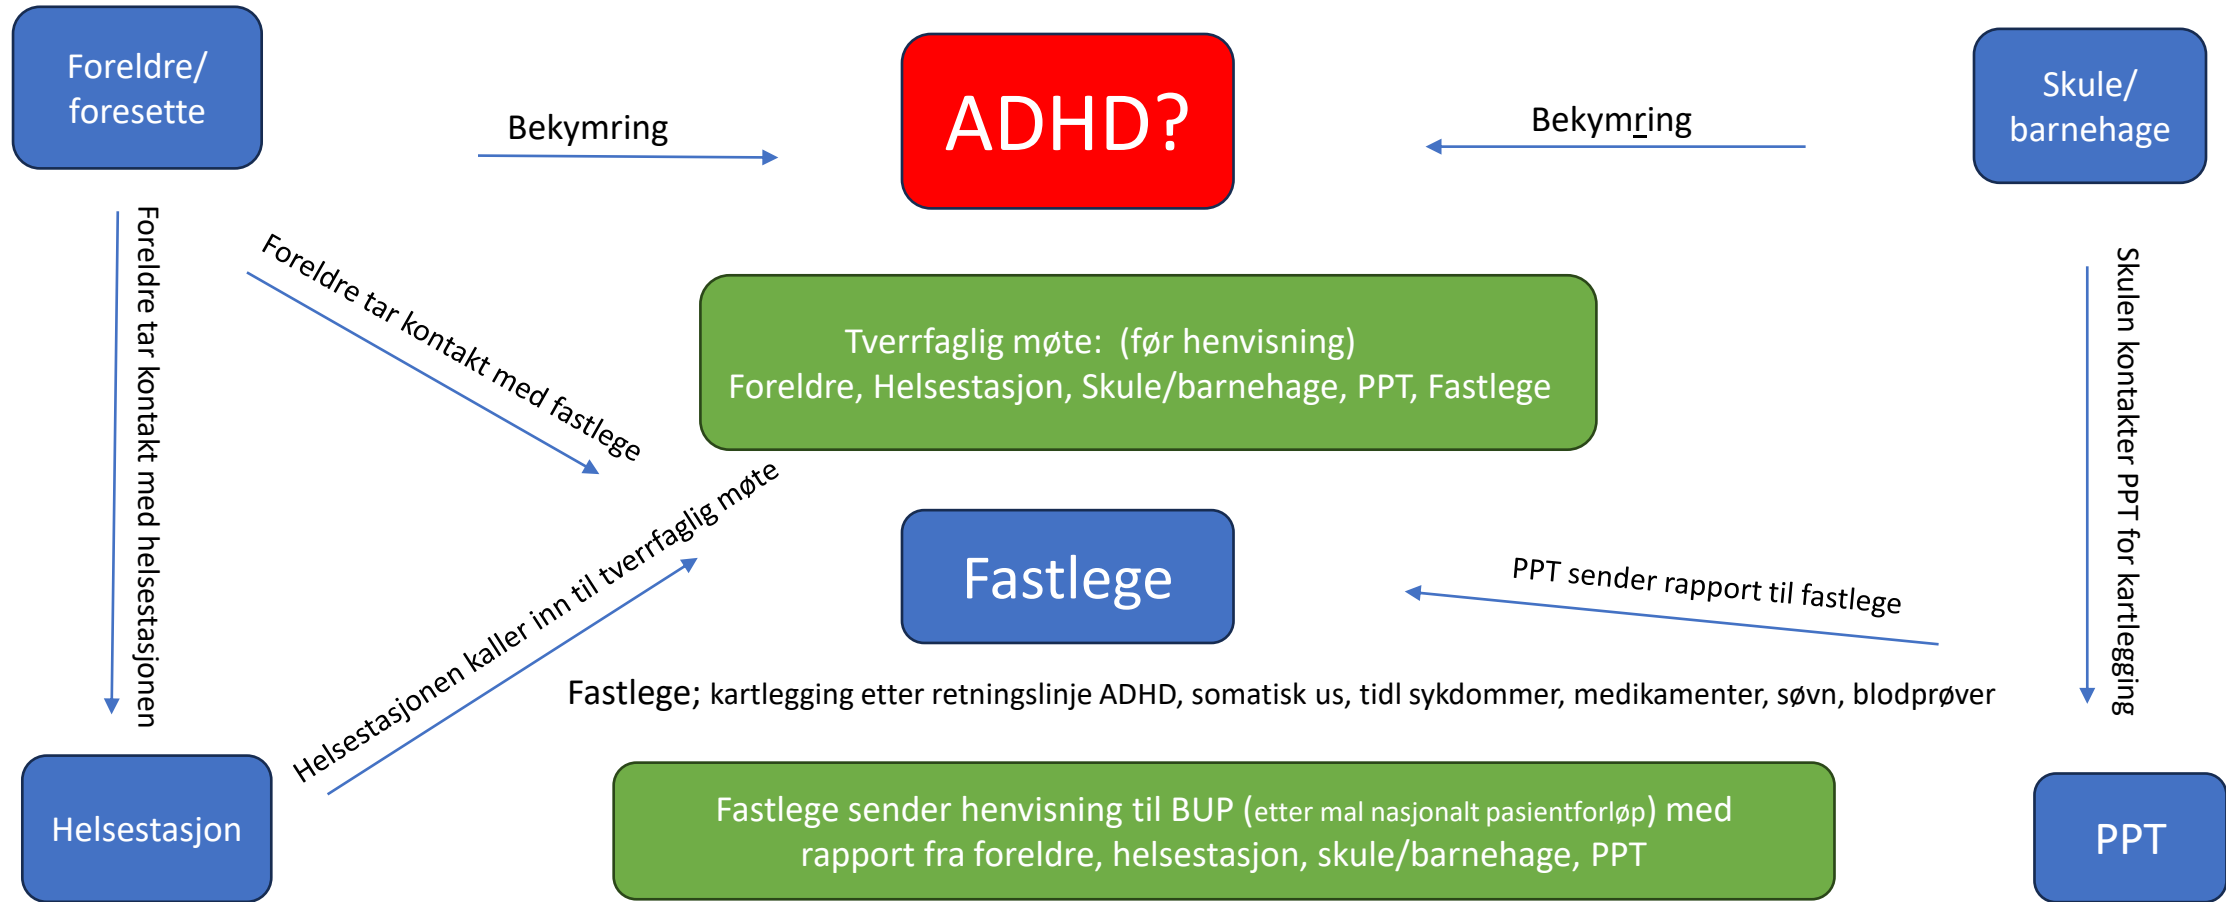 Foreldre/
foresette
Bekymring
ADHD?
Bekymring
Skule/
barnehage
Foreldre tar kontakt med helsestasjonen
Foreldre tar kontakt med fastlege
Tverrfaglig møte:  (før henvisning)
Foreldre, Helsestasjon, Skule/barnehage, PPT, Fastlege
Skulen kontakter PPT for kartlegging
Helsestasjonen kaller inn til tverrfaglig møte
Fastlege
PPT sender rapport til fastlege
Fastlege; kartlegging etter retningslinje ADHD, somatisk us, tidl sykdommer, medikamenter, søvn, blodprøver
Helsestasjon
Fastlege sender henvisning til BUP (etter mal nasjonalt pasientforløp) med
rapport fra foreldre, helsestasjon, skule/barnehage, PPT
PPT